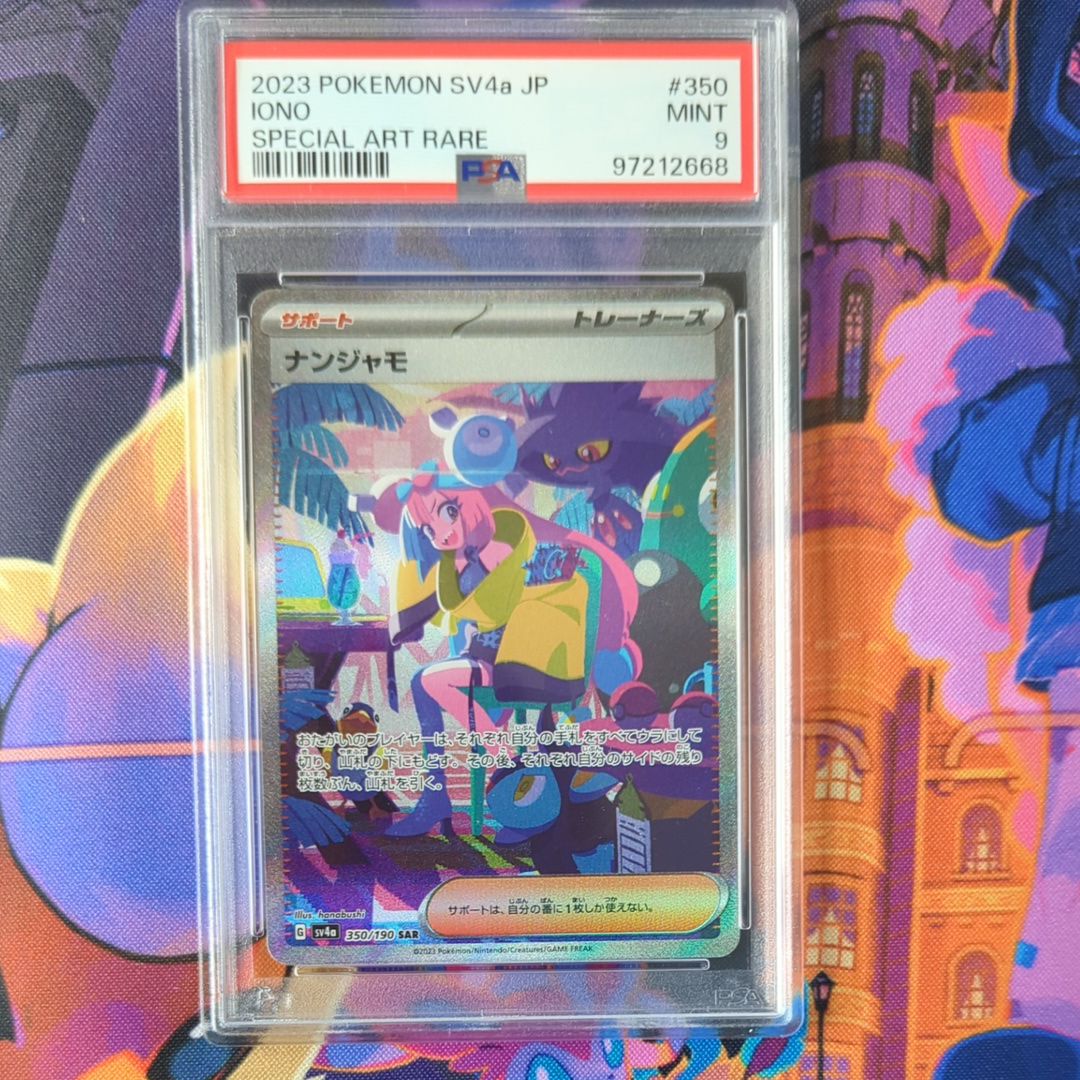 2023 POKEMON SV4a JP #350
IONO MINT
SPECIAL ART RARE 9
PSA 97212668
サポート トレーナーズ
ナンジャモ
おたがいのプレイヤーは、それぞれ自分の手札をすべてウラにして
切り、山札の下にもどす。その後、それぞれ自分のサイドの残り
枚数ぶん、山札を引く。
サポートは、自分の番に1枚しか使えない。
Illus. hanabushi
G sv4a 350/190 SAR
©2023 Pokémon/Nintendo/Creatures/GAME FREAK
PSA